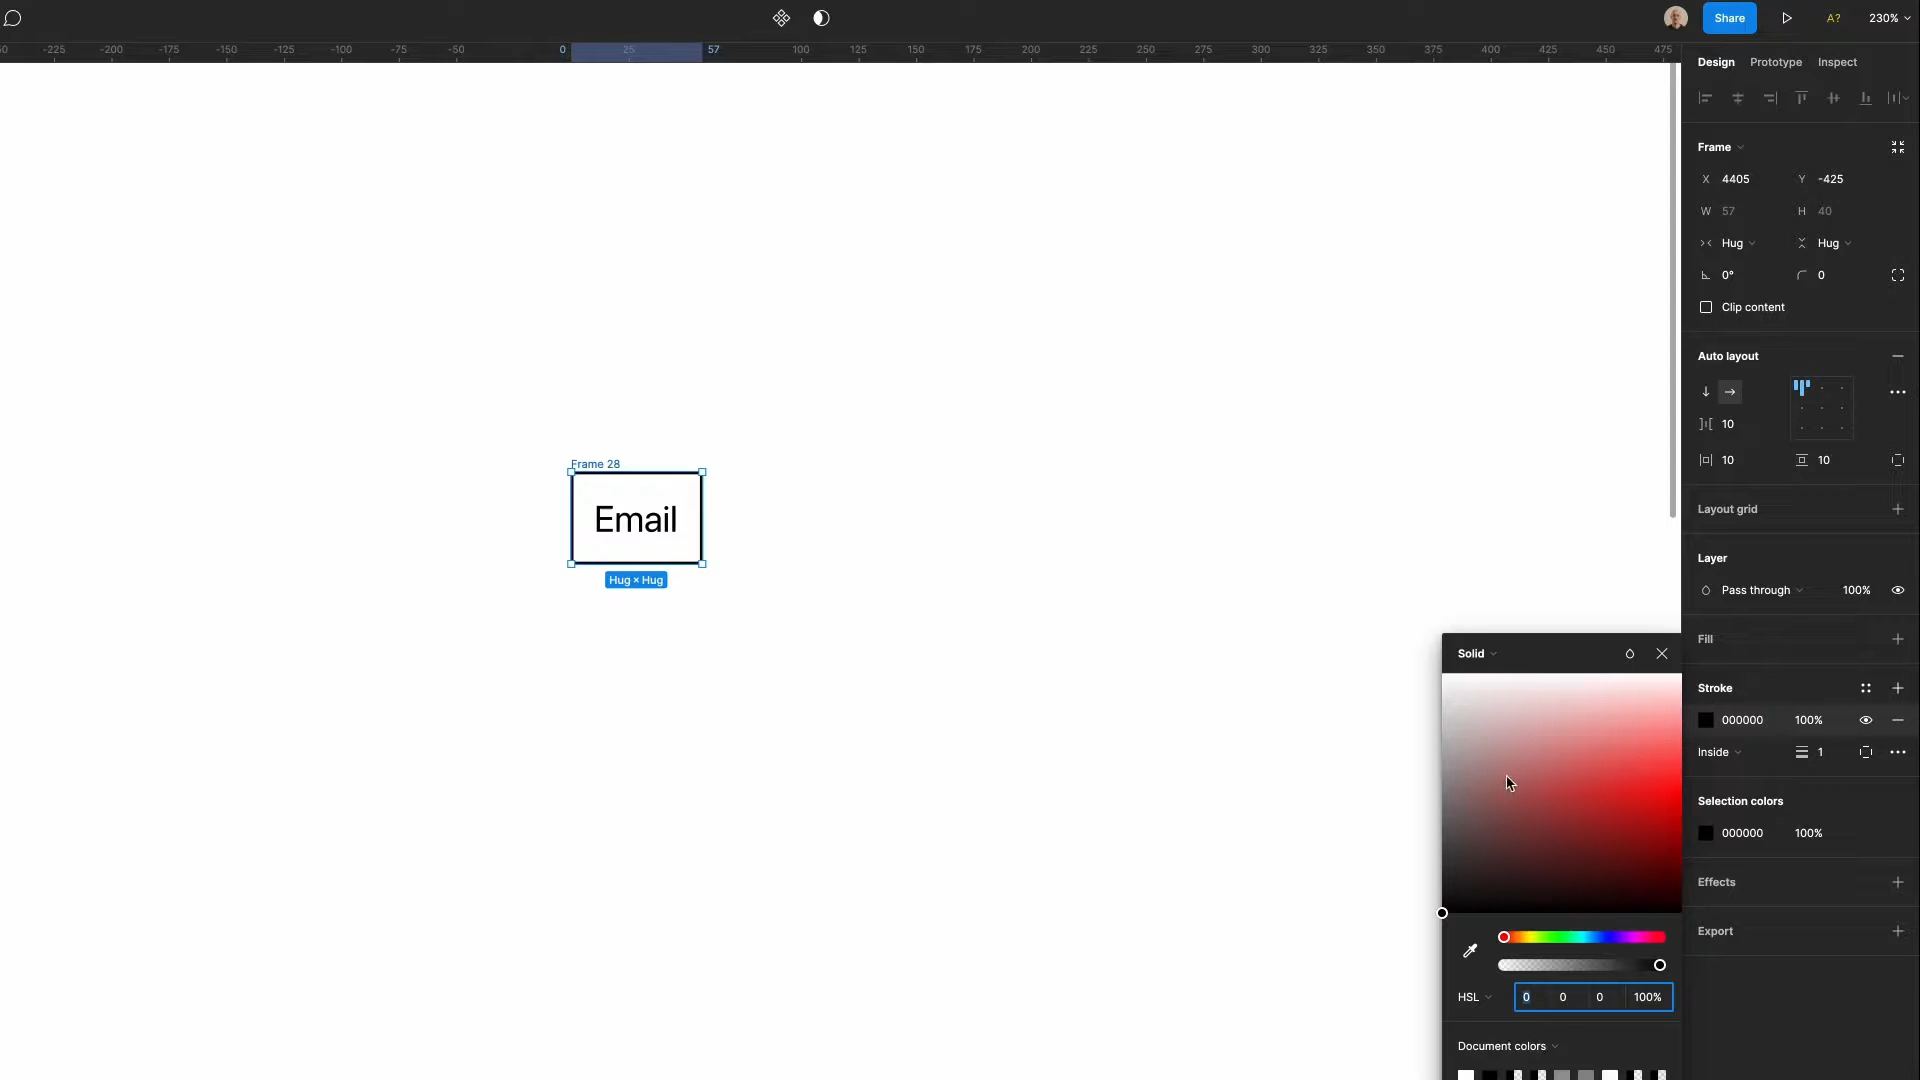 Share
A?
230%
-225 -200 -175 -150 -125 -100 -75 -50 0 25 57 100 125 150 175 200 225 250 275 300 325 350 375 400 425 450 475
Design Prototype Inspect
Frame
X 4405 Y -425
W 57 H 40
Hug Hug
0° 0
Clip content
Auto layout
10
10 10
Layout grid
Frame 28
Email
Hug × Hug
Layer
Pass through 100%
Fill
Solid
Stroke
000000 100%
Inside 1
Selection colors
000000 100%
Effects
Export
HSL 0 0 0 100%
Document colors